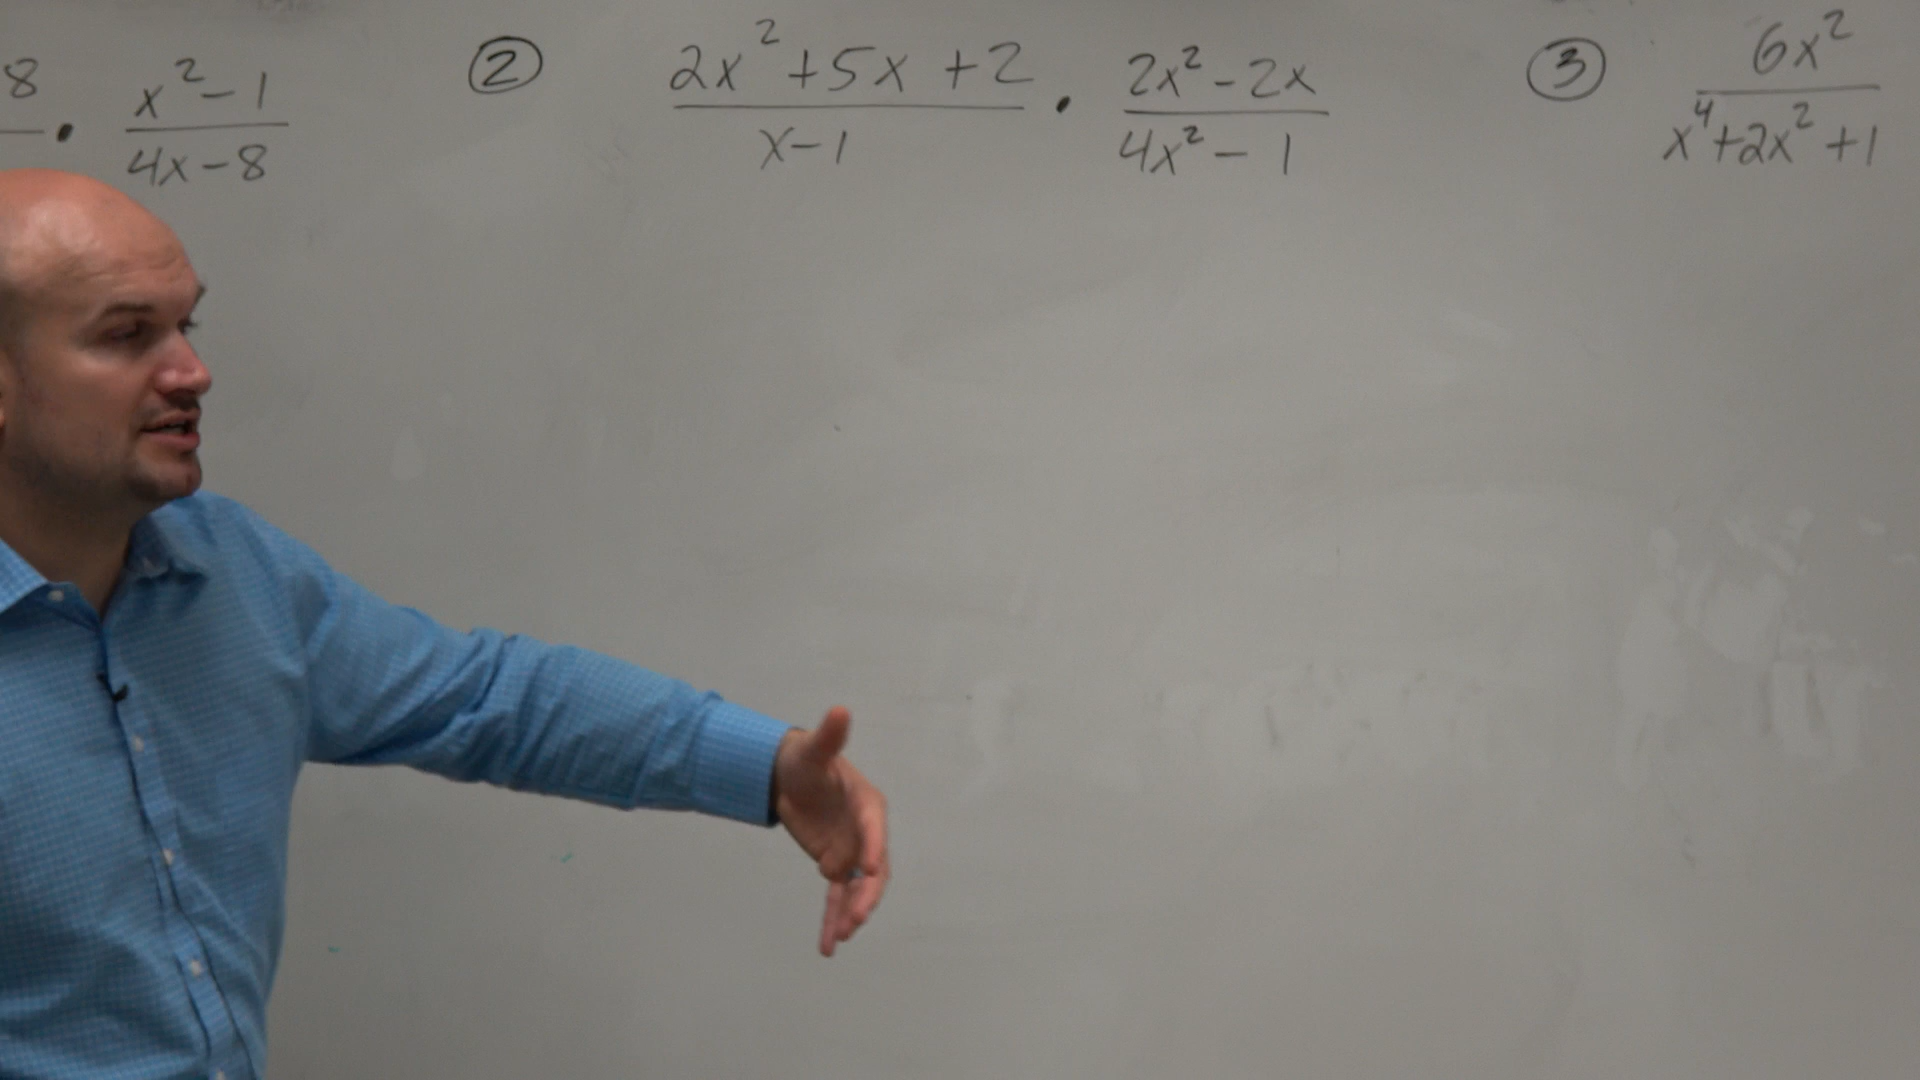 8 · x² - 1 ② 2x² + 5x + 2 · 2x² - 2x ③ 6x²
4x - 8 x - 1 4x² - 1 x⁴ + 2x² + 1